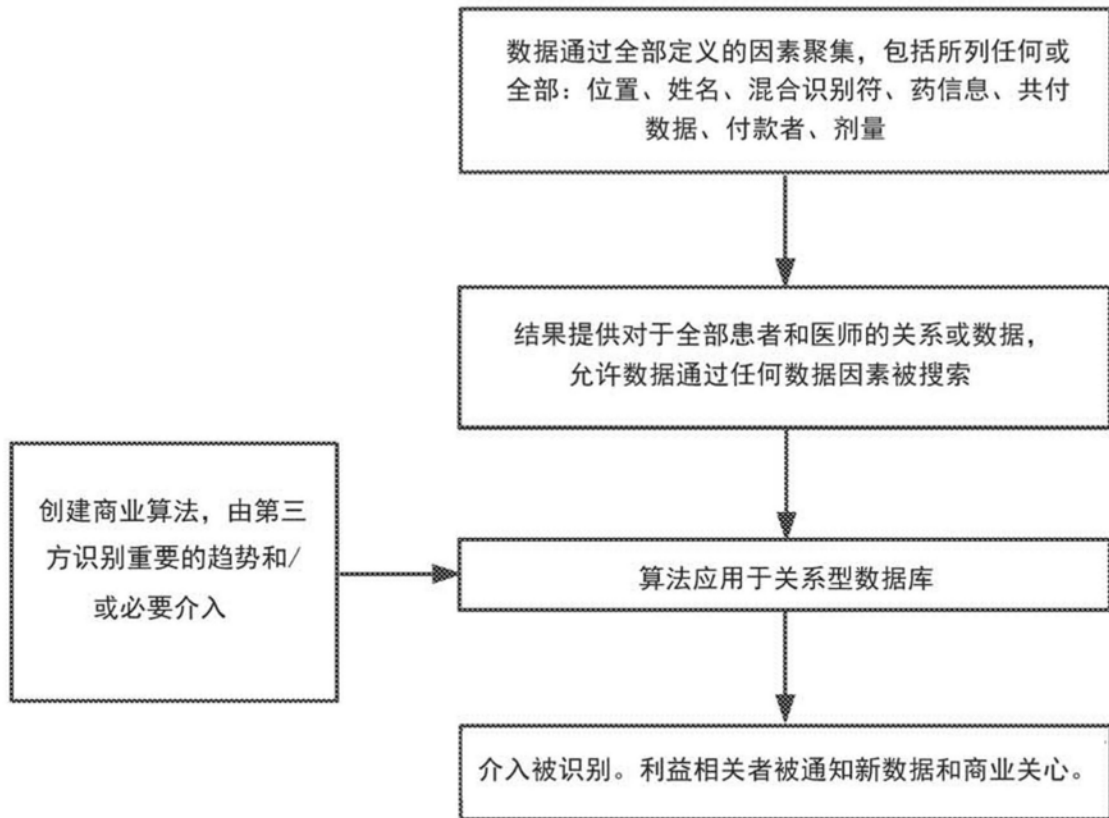 数据通过全部定义的因素聚集，包括所列任何或
全部：位置、姓名、混合识别符、药信息、共付
数据、付款者、剂量
结果提供对于全部患者和医师的关系或数据，
允许数据通过任何数据因素被搜索
创建商业算法，由第三
方识别重要的趋势和/
或必要介入
算法应用于关系型数据库
介入被识别。利益相关者被通知新数据和商业关心。